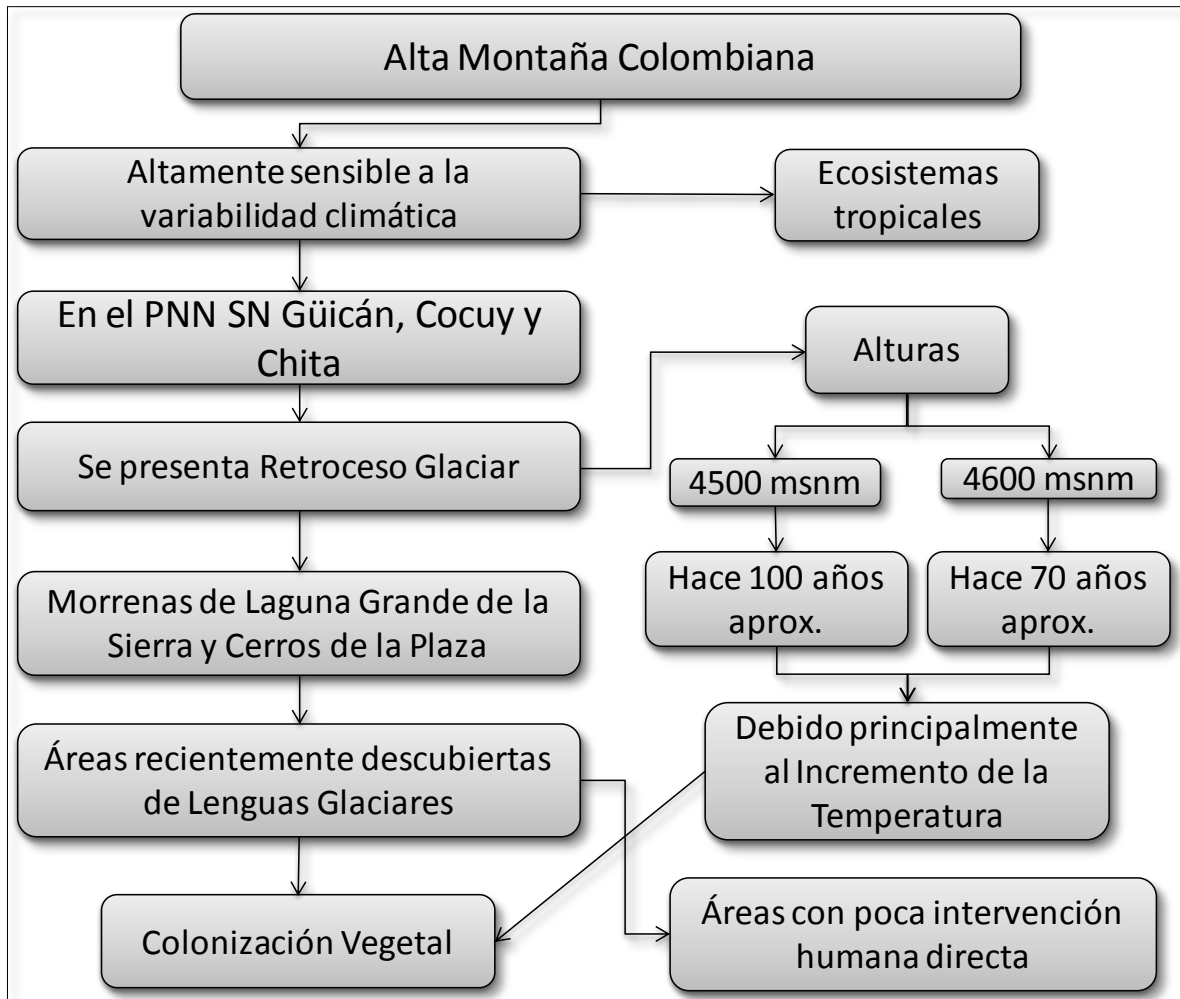 Alta Montaña Colombiana
Altamente sensible a la
variabilidad climática
Ecosistemas
tropicales
En el PNN SN Güicán, Cocuy y
Chita
Alturas
Se presenta Retroceso Glaciar
4500 msnm
4600 msnm
Hace 100 años
aprox.
Hace 70 años
aprox.
Morrenas de Laguna Grande de la
Sierra y Cerros de la Plaza
Áreas recientemente descubiertas
de Lenguas Glaciares
Debido principalmente
al Incremento de la
Temperatura
Colonización Vegetal
Áreas con poca intervención
humana directa